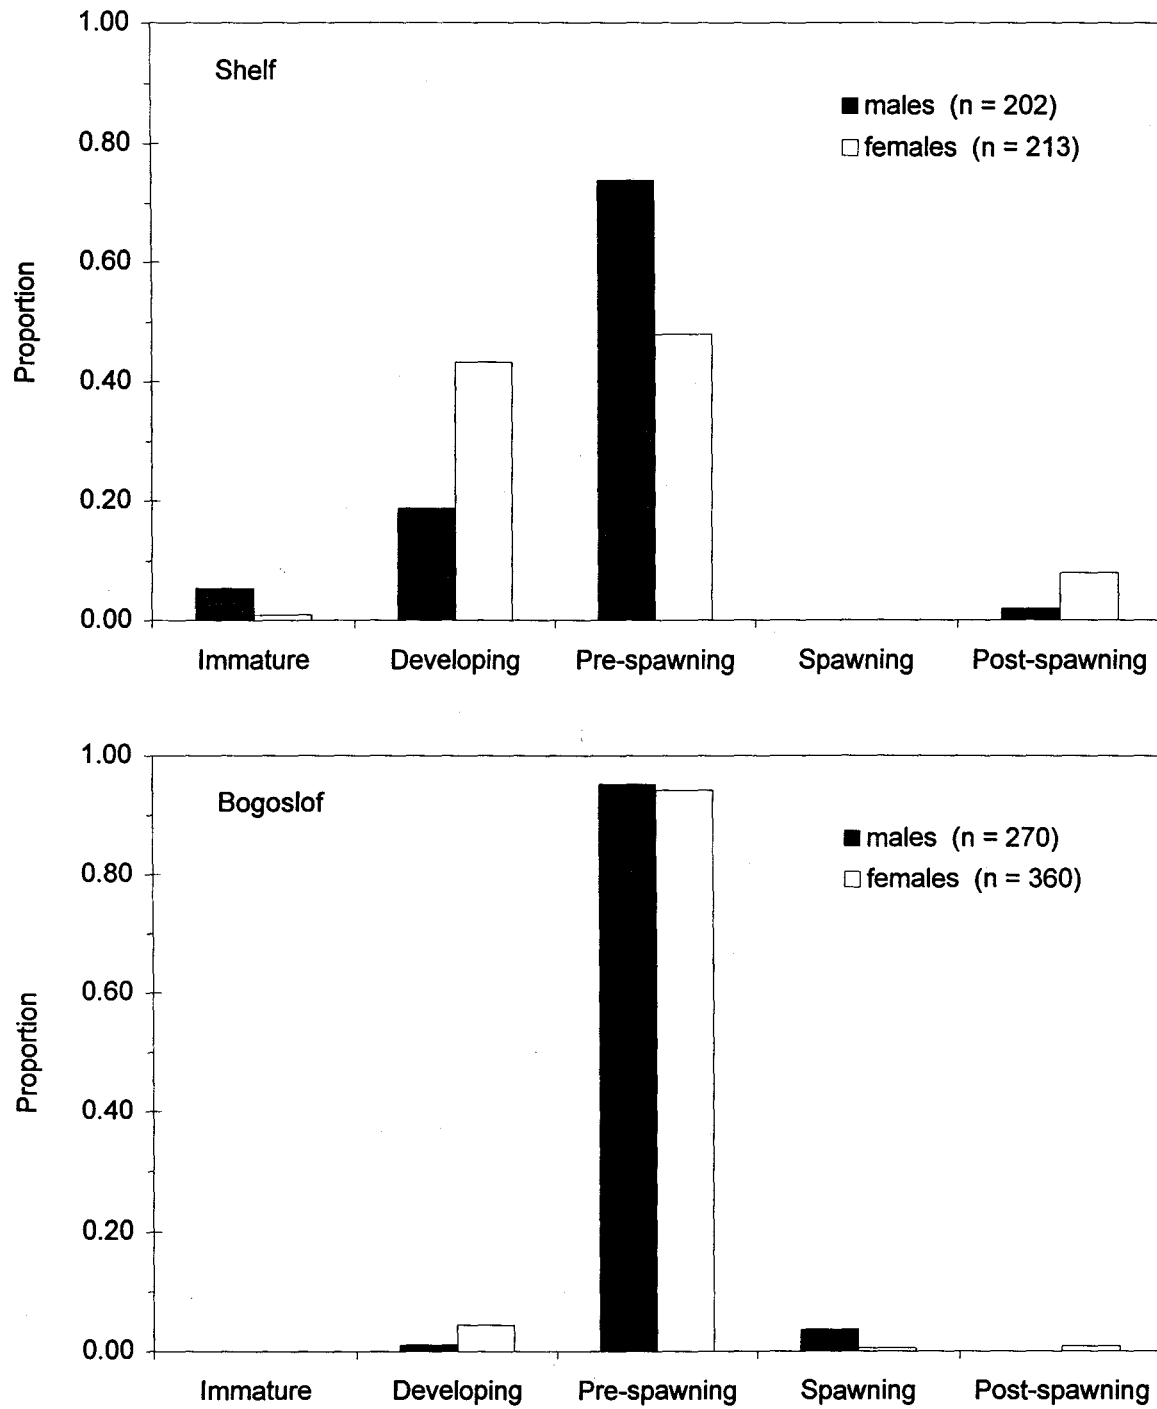 1.00
Shelf
males (n = 202)
0.80
females (n = 213)
0.60
Proportion
0.40
0.20
0.00
Immature Developing Pre-spawning Spawning Post-spawning
1.00
Bogoslof
males (n = 270)
0.80
females (n = 360)
0.60
Proportion
0.40
0.20
0.00
Immature Developing Pre-spawning Spawning Post-spawning